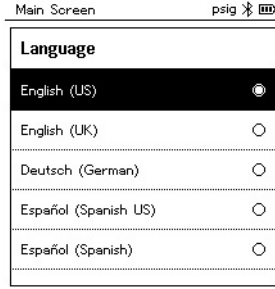 Main Screen psig
Language
English (US)
English (UK)
Deutsch (German)
Español (Spanish US)
Español (Spanish)